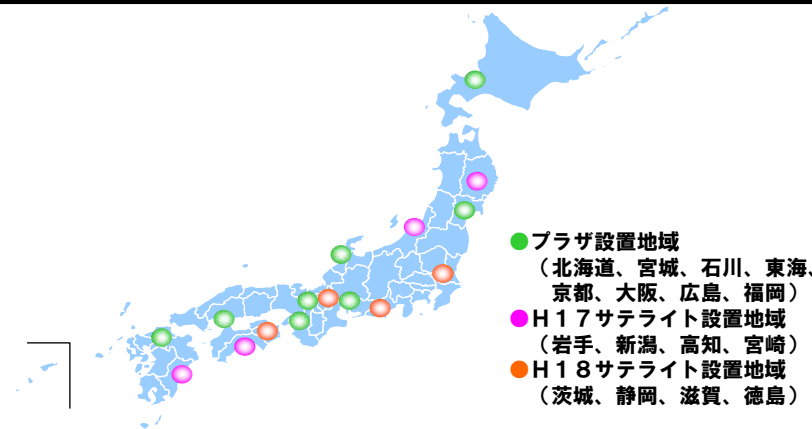 ●プラザ設置地域
（北海道、宮城、石川、東海、
京都、大阪、広島、福岡）
●Ｈ１７サテライト設置地域
（岩手、新潟、高知、宮崎）
●Ｈ１８サテライト設置地域
（茨城、静岡、滋賀、徳島）